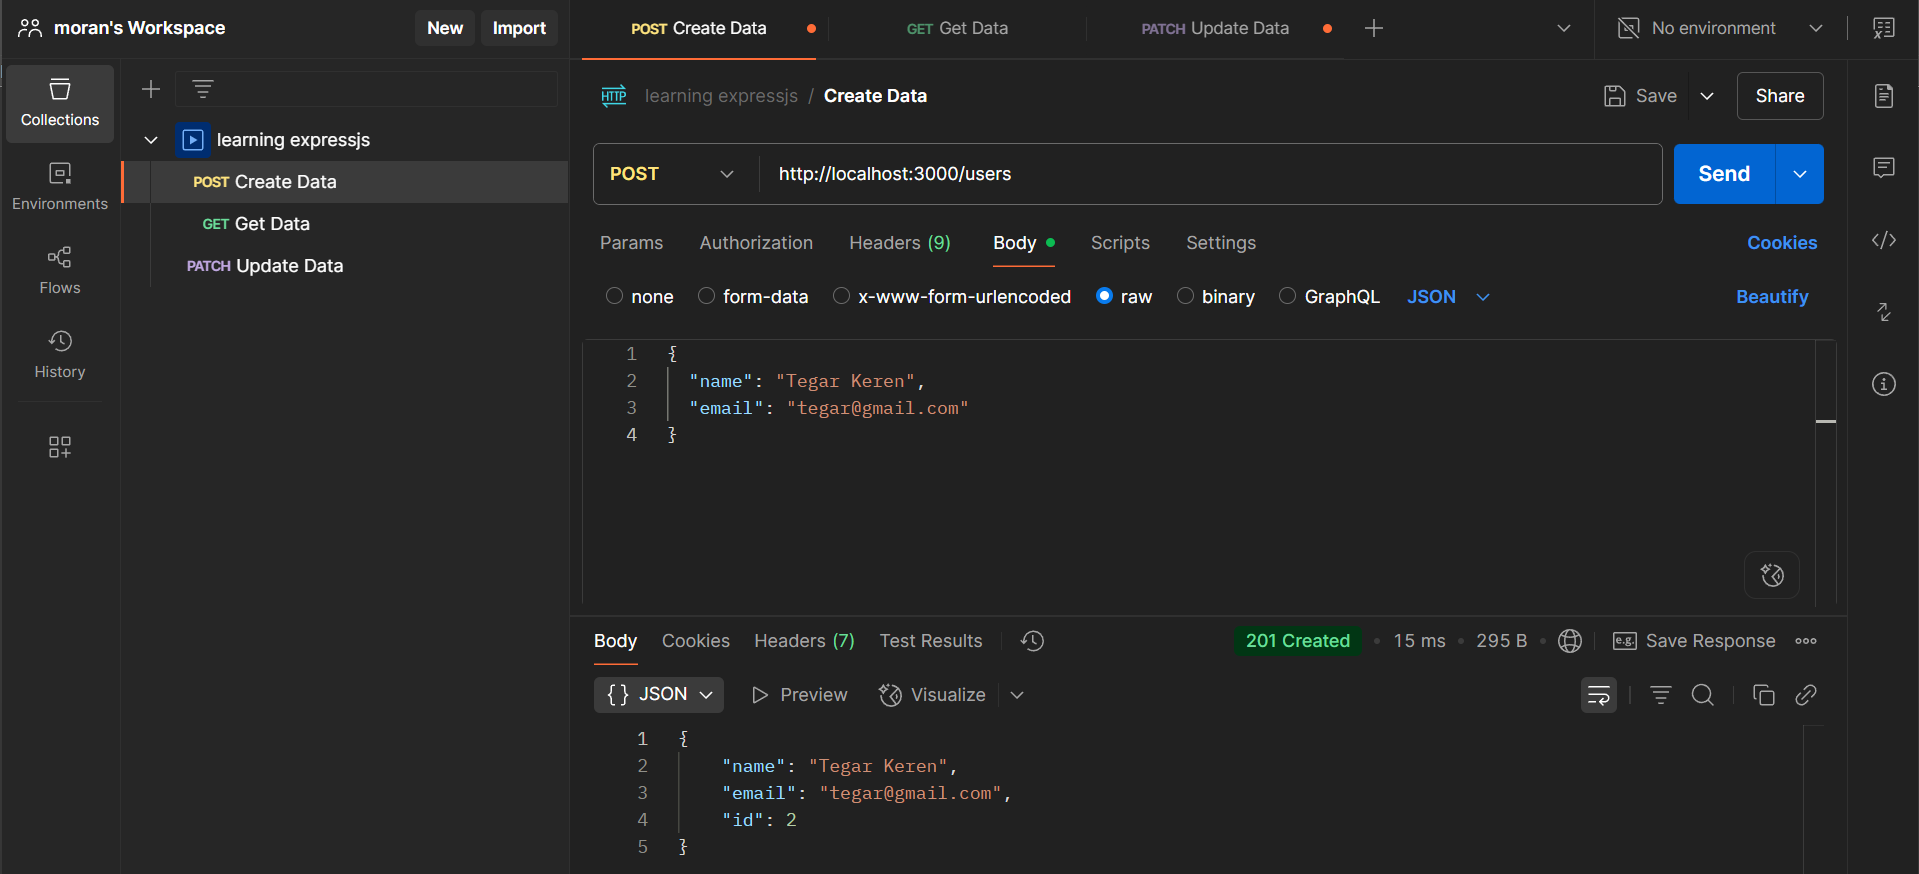 moran's Workspace
New
Import
POST Create Data
GET Get Data
PATCH Update Data
No environment
Collections
Environments
Flows
History
learning expressjs
POST Create Data
GET Get Data
PATCH Update Data
HTTP
learning expressjs / Create Data
Save
Share
POST
http://localhost:3000/users
Send
Params
Authorization
Headers (9)
Body
Scripts
Settings
Cookies
none
form-data
x-www-form-urlencoded
raw
binary
GraphQL
JSON
Beautify
1 {
2 "name": "Tegar Keren",
3 "email": "tegar@gmail.com"
4 }
Body
Cookies
Headers (7)
Test Results
201 Created
15 ms
295 B
e.g.
Save Response
{} JSON
Preview
Visualize
1 {
2 "name": "Tegar Keren",
3 "email": "tegar@gmail.com",
4 "id": 2
5 }